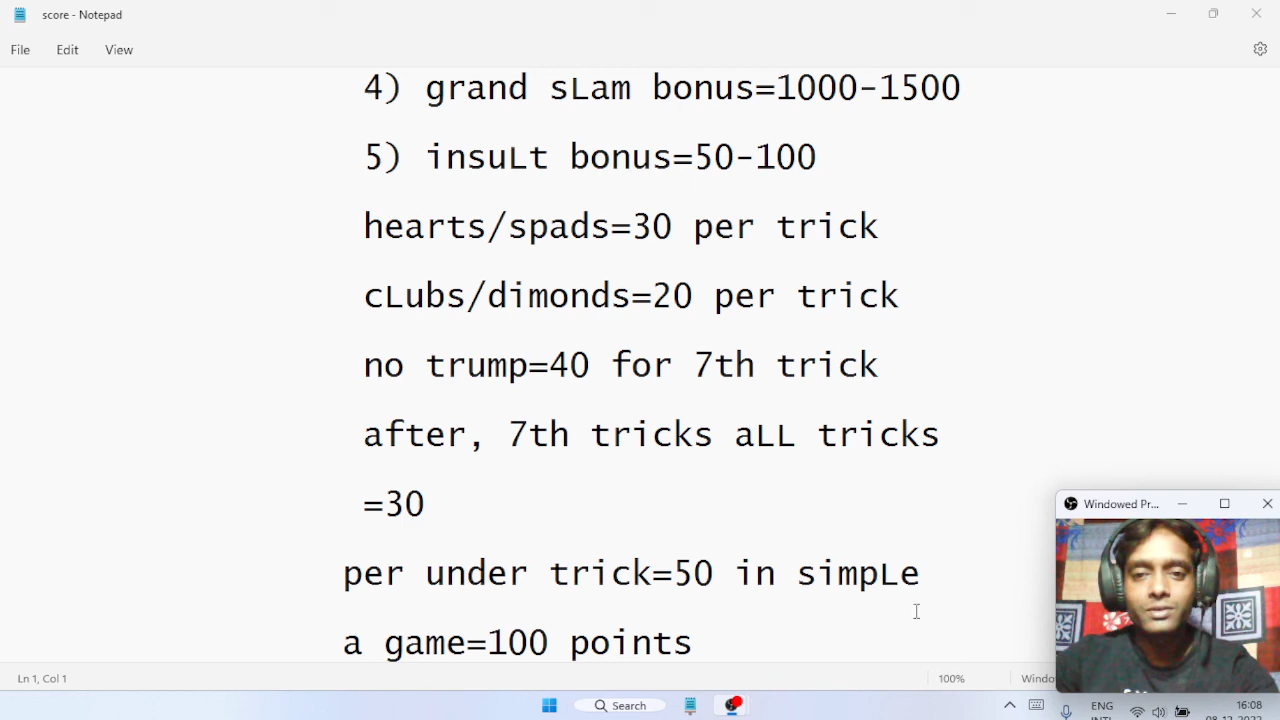 score - Notepad
File Edit View
4) grand sLam bonus=1000-1500
5) insuLt bonus=50-100
hearts/spads=30 per trick
cLubs/dimonds=20 per trick
no trump=40 for 7th trick
after, 7th tricks aLL tricks
=30
per under trick=50 in simpLe
a game=100 points
Windowed Pr...
Ln 1, Col 1
100%
Windo
Search
ENG
INTL
16:08